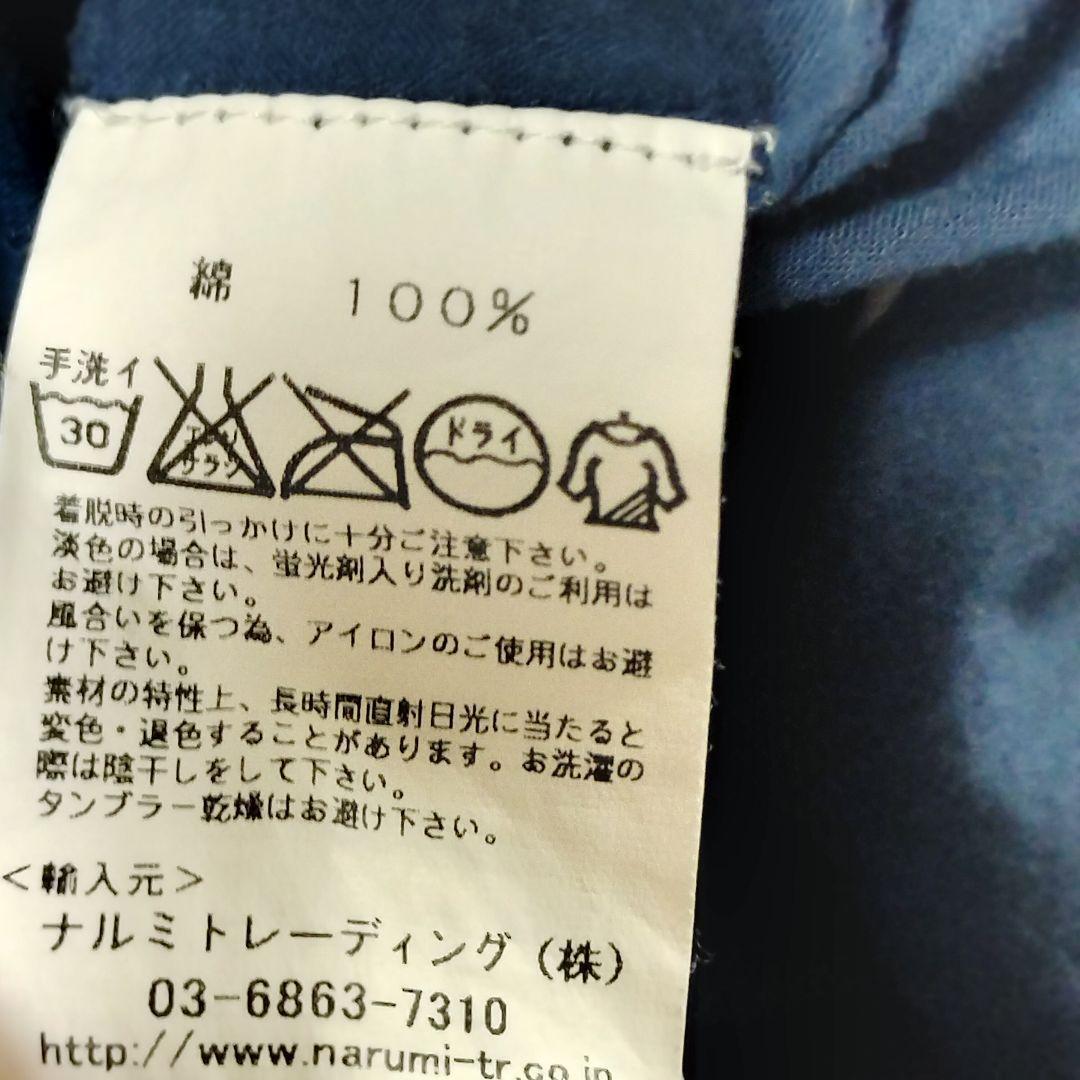 綿 100%
手洗イ
30
エンソ
サラシ
ドライ
着脱時の引っかけに十分ご注意下さい。
淡色の場合は、蛍光剤入り洗剤のご利用は
お避け下さい。
風合いを保つ為、アイロンのご使用はお避
け下さい。
素材の特性上、長時間直射日光に当たると
変色・退色することがあります。お洗濯の
際は陰干しをして下さい。
タンブラー乾燥はお避け下さい。
<輸入元>
ナルミトレーディング(株)
03-6863-7310
http://www.narumi-tr.co.jp